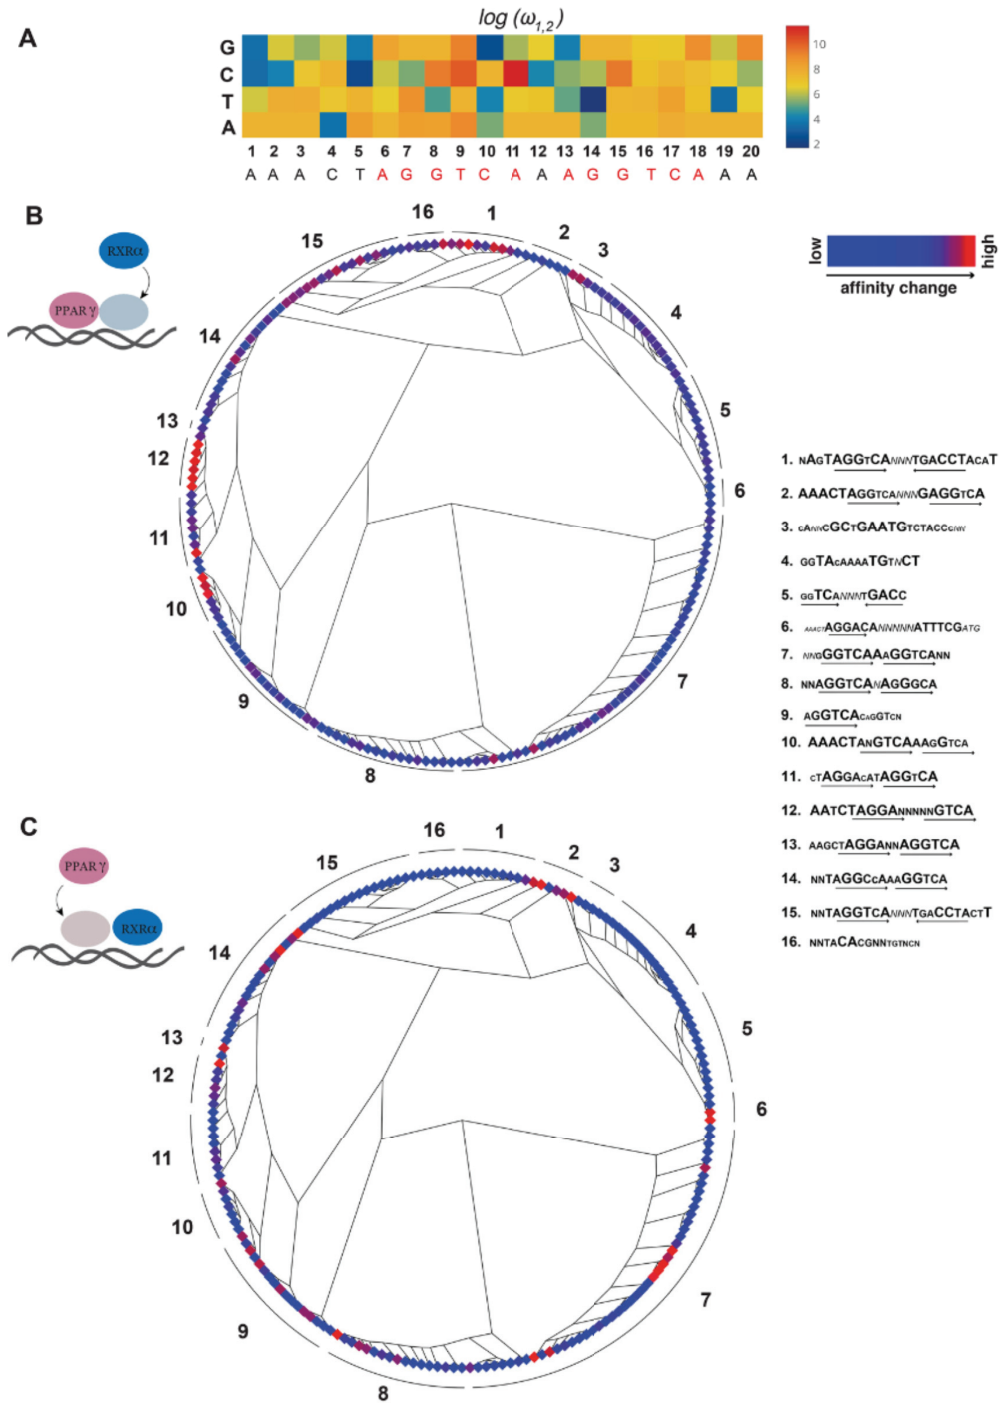 A
log (ω1,2)
G
C
T
A
10
8
6
4
2
1 2 3 4 5 6 7 8 9 10 11 12 13 14 15 16 17 18 19 20
A A A C T A G G T C A A A G G T C A A A
B
RXRα
PPAR γ
low
high
affinity change
16 1 2 3 4 5 6 7 8 9 10 11 12 13 14 15
1. NAGTAGGTCANNNTGACCTACAT
2. AAACTAGGTCANNNGAGGTCA
3. CANNCGCTGAATGTCTACCGNN
4. GGTACAAAATGTNCT
5. GGTCANNNTGACC
6. AAACTAGGACANNNNNATTTCGATG
7. NNGGGTCAAAGGTCANN
8. NNAGGTCANAGGGCA
9. AGGTCACAGGTCN
10. AAACTANGTCAAAGGTCA
11. CTAGGACATAGGTCA
12. AATCTAGGANNNNNGTCA
13. AAGCTAGGANNAGGTCA
14. NNTAGGCCAAAGGTCA
15. NNTAGGTCANNNTGACCTACTT
16. NNTACACGNNTGTNCN
C
PPAR γ
RXRα
16 1 2 3 4 5 6 7 8 9 10 11 12 13 14 15